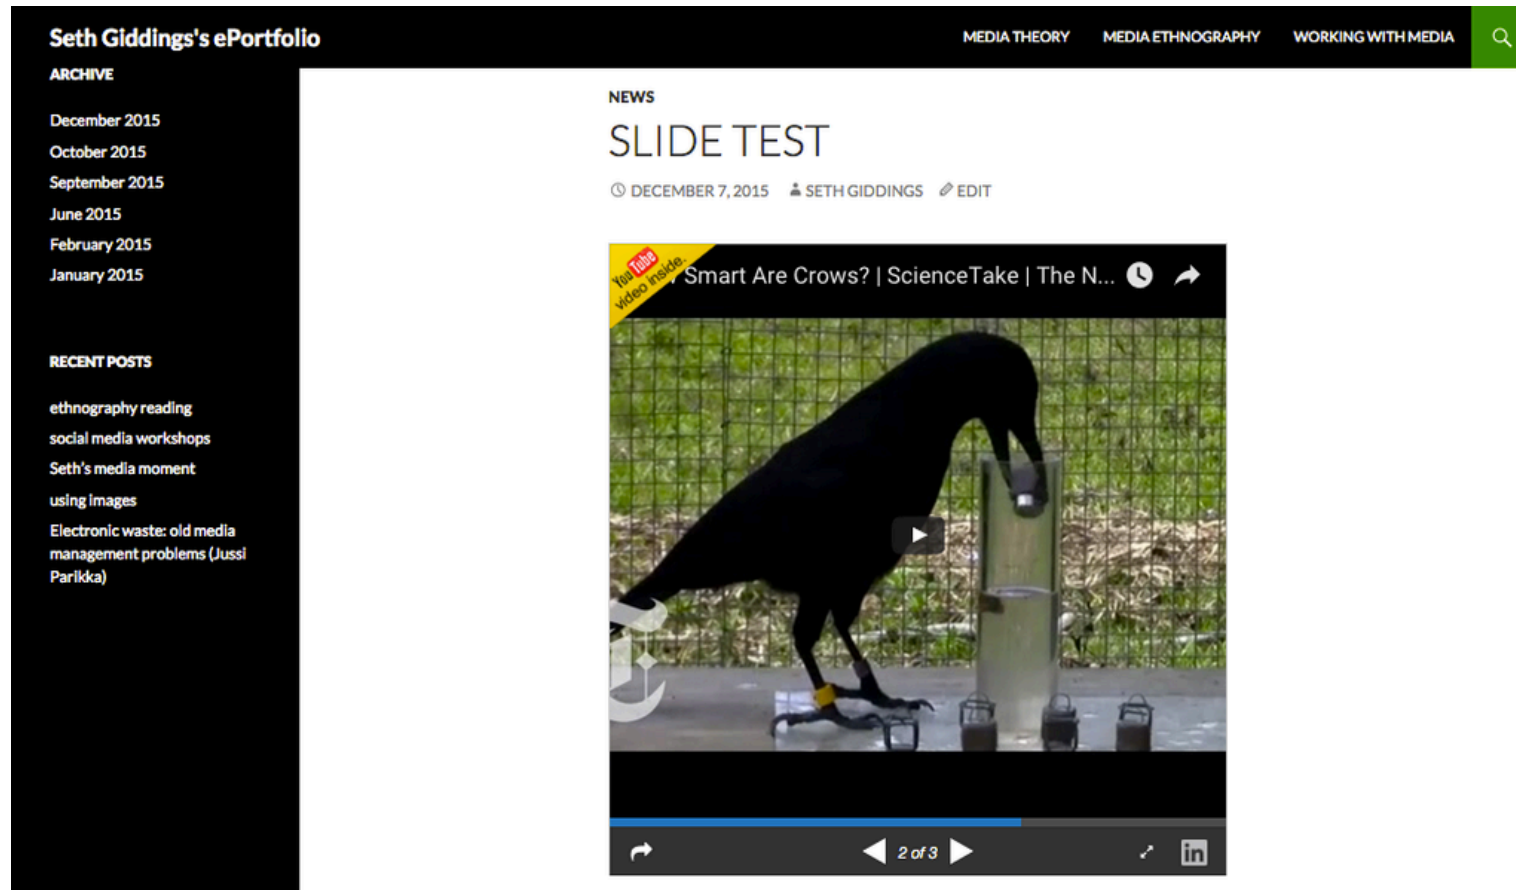 Seth Giddings's ePortfolio
MEDIA THEORY MEDIA ETHNOGRAPHY WORKING WITH MEDIA
ARCHIVE
December 2015
October 2015
September 2015
June 2015
February 2015
January 2015
RECENT POSTS
ethnography reading
social media workshops
Seth's media moment
using images
Electronic waste: old media
management problems (Jussi
Parikka)
NEWS
SLIDE TEST
DECEMBER 7, 2015 SETH GIDDINGS EDIT
YouTube
video inside.
Smart Are Crows? | ScienceTake | The N...
2 of 3
in